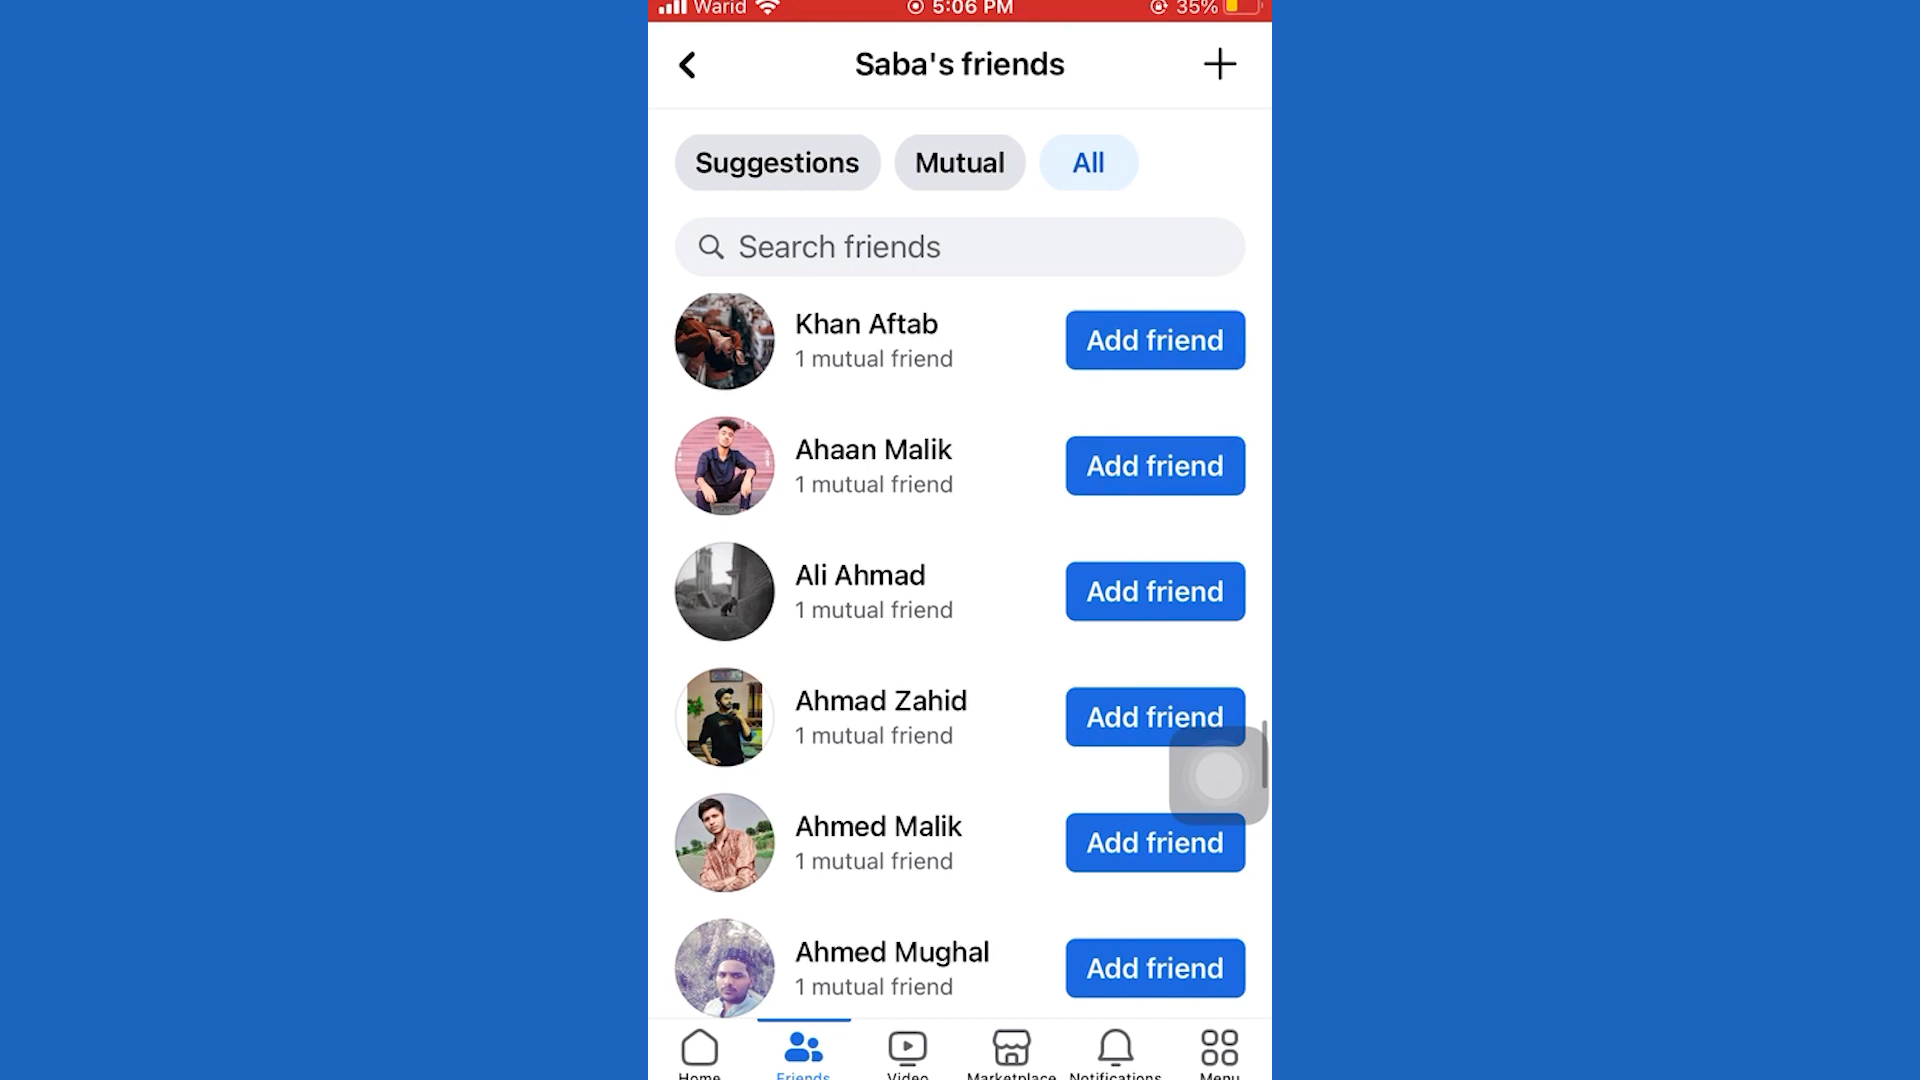 Warid 5:06 PM 35%
Saba's friends
Suggestions Mutual All
Search friends
Khan Aftab
1 mutual friend
Add friend
Ahaan Malik
1 mutual friend
Add friend
Ali Ahmad
1 mutual friend
Add friend
Ahmad Zahid
1 mutual friend
Add friend
Ahmed Malik
1 mutual friend
Add friend
Ahmed Mughal
1 mutual friend
Add friend
Home Friends Video Marketplace Notifications Menu